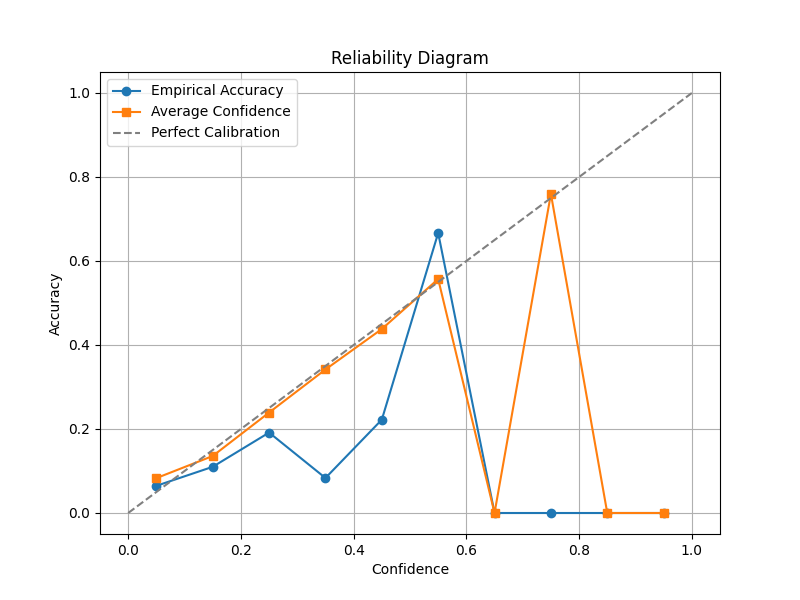 Reliability Diagram
Empirical Accuracy
Average Confidence
Perfect Calibration
Accuracy
1.0
0.8
0.6
0.4
0.2
0.0
0.0 0.2 0.4 0.6 0.8 1.0
Confidence